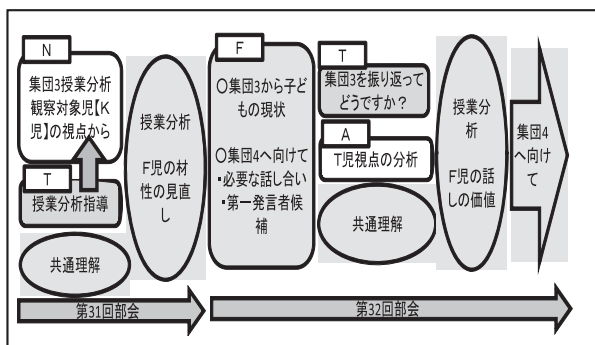 N
集団3授業分析
観察対象児【K
児】の視点から
T
授業分析指導
共通理解
授業分析
F児の材
性の見直
し
F
○集団3から子ど
もの現状
○集団4へ向けて
・必要な話し合い
・第一発言者候
補
T
集団3を振り返って
どうですか？
A
T児視点の分析
共通理解
授業分
析
F児の話
しの価値
集団4
へ向け
て
第31回部会
第32回部会